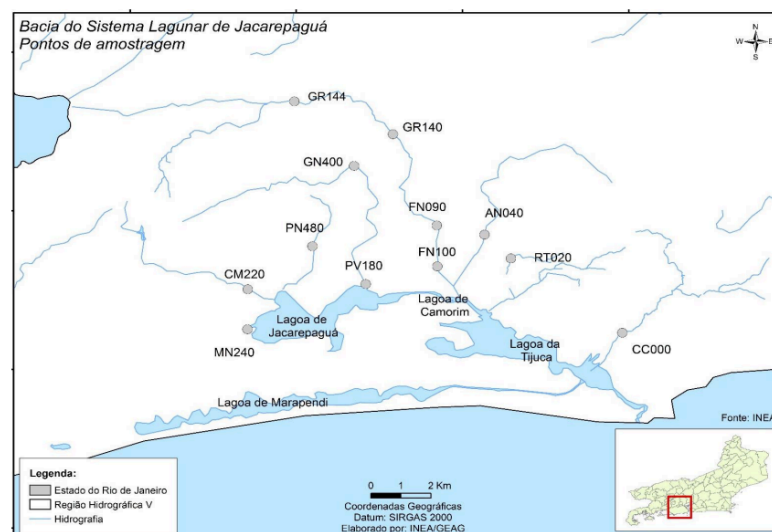 Bacia do Sistema Lagunar de Jacarepaguá
Pontos de amostragem
N
W E
S
GR144
GR140
GN400
FN090
AN040
PN480
FN100
RT020
CM220
PV180
Lagoa de
Camorim
Lagoa de
Jacarepaguá
MN240
Lagoa da
Tijuca
CC000
Lagoa de Marapendi
Fonte: INEA
Legenda:
Estado do Rio de Janeiro
Região Hidrográfica V
Hidrografia
0 1 2 Km
Coordenadas Geográficas
Datum: SIRGAS 2000
Elaborado por: INEA/GEAG